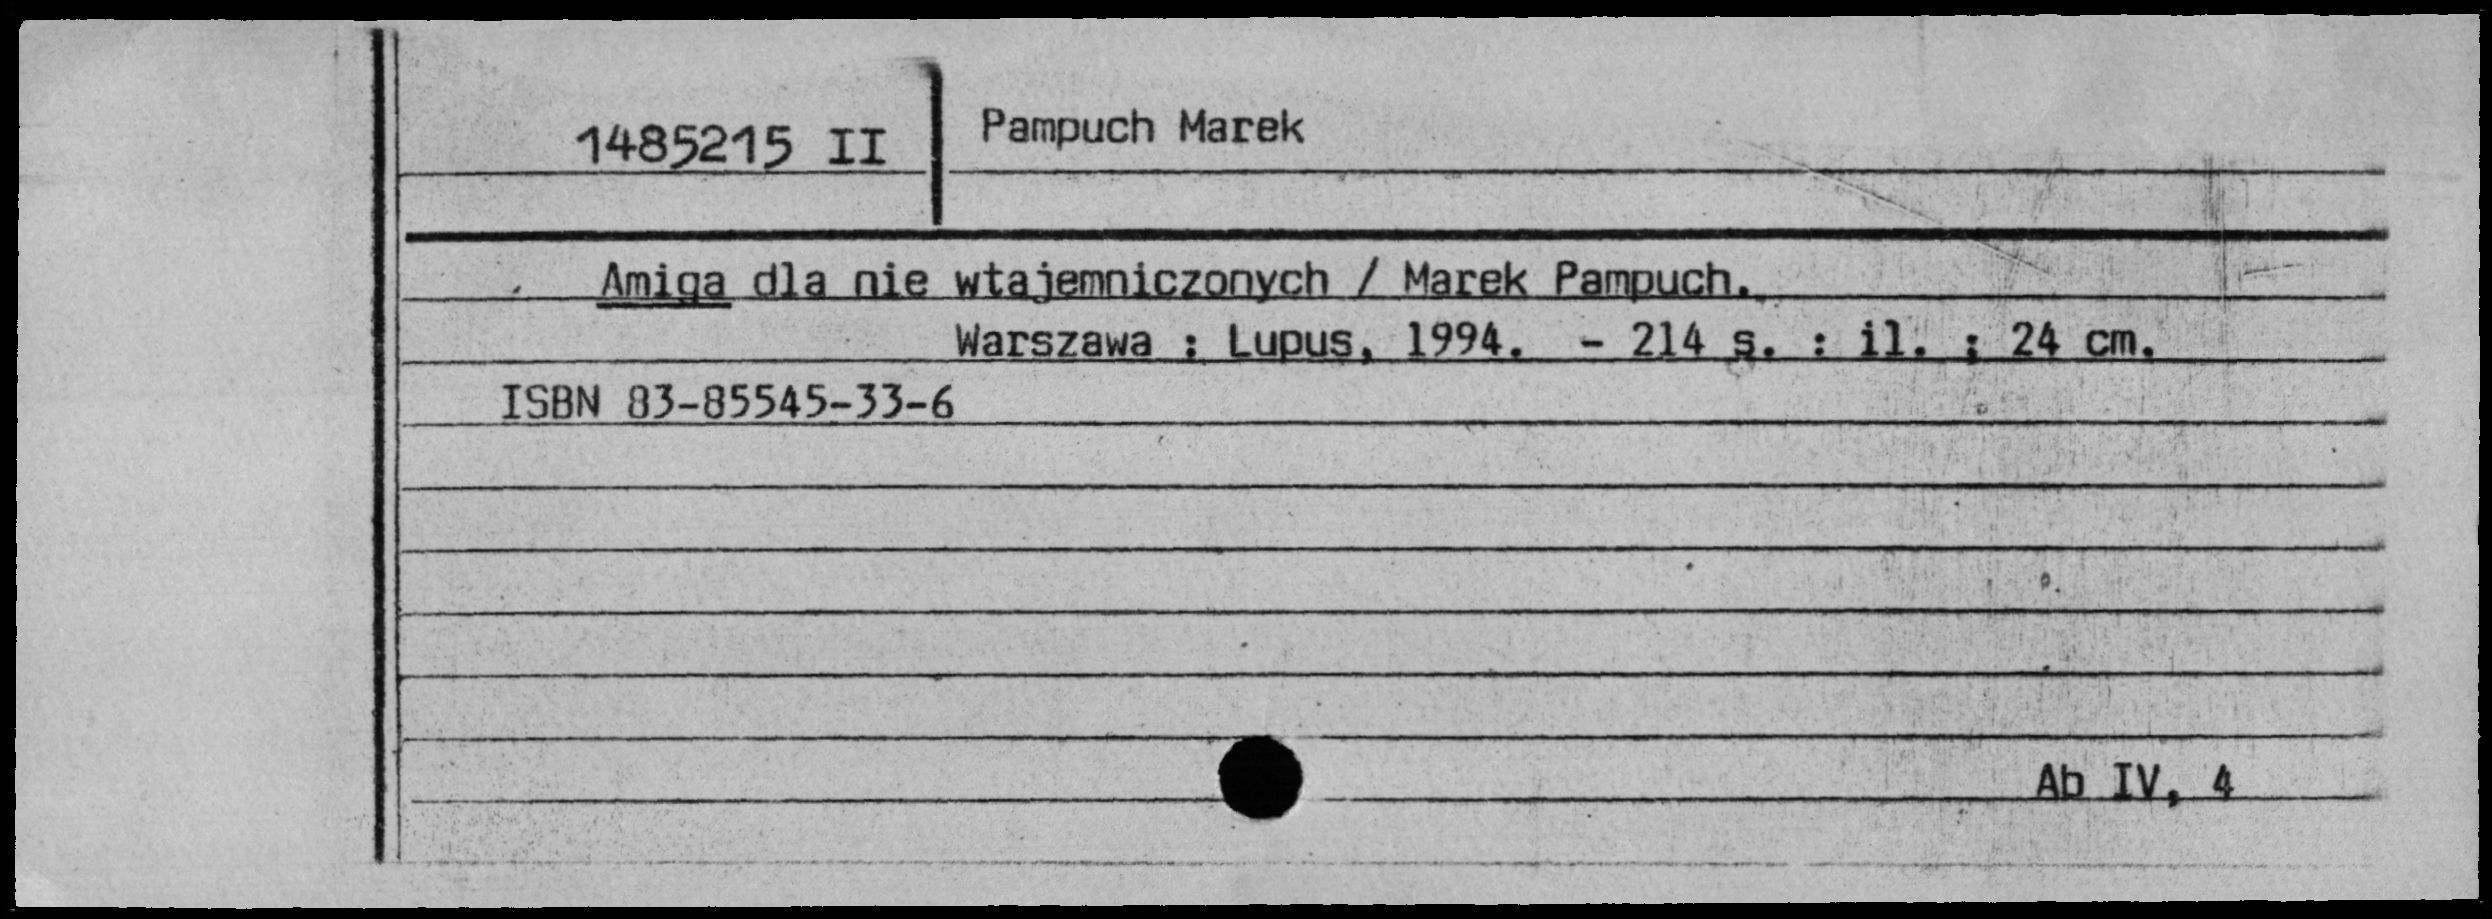 1485215 II
Pampuch Marek
Amiga dla nie wtajemniczonych / Marek Pampuch.
Warszawa : Lupus, 1994. - 214 s. : il. ; 24 cm.
ISBN 83-85545-33-6
Ab IV, 4